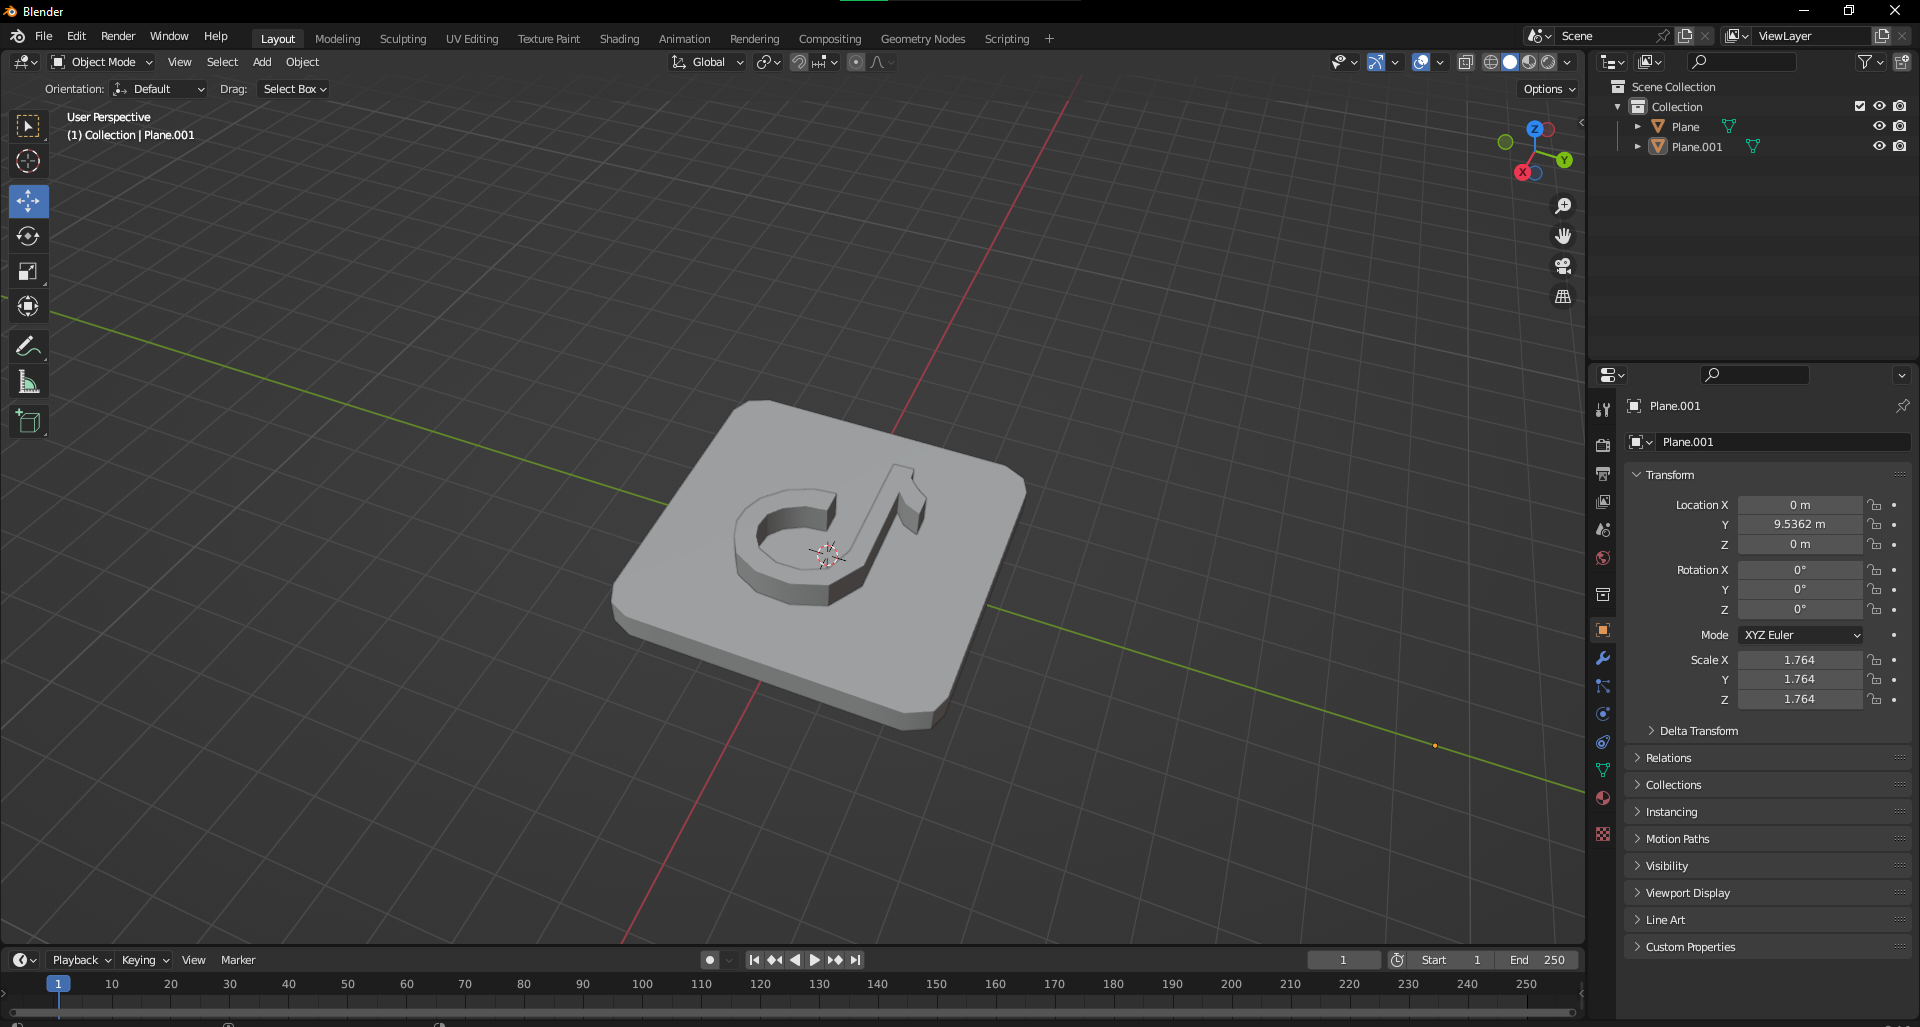 Blender
File Edit Render Window Help Layout Modeling Sculpting UV Editing Texture Paint Shading Animation Rendering Compositing Geometry Nodes Scripting + Scene ViewLayer
Object Mode View Select Add Object Global
Orientation: Default Drag: Select Box Options
User Perspective
(1) Collection | Plane.001
Z
Y
X
Scene Collection
Collection
Plane
Plane.001
Plane.001
Plane.001
Transform
Location X 0 m
Y 9.5362 m
Z 0 m
Rotation X 0°
Y 0°
Z 0°
Mode XYZ Euler
Scale X 1.764
Y 1.764
Z 1.764
Delta Transform
Relations
Collections
Instancing
Motion Paths
Visibility
Viewport Display
Line Art
Custom Properties
Playback Keying View Marker 1 Start 1 End 250
1 10 20 30 40 50 60 70 80 90 100 110 120 130 140 150 160 170 180 190 200 210 220 230 240 250